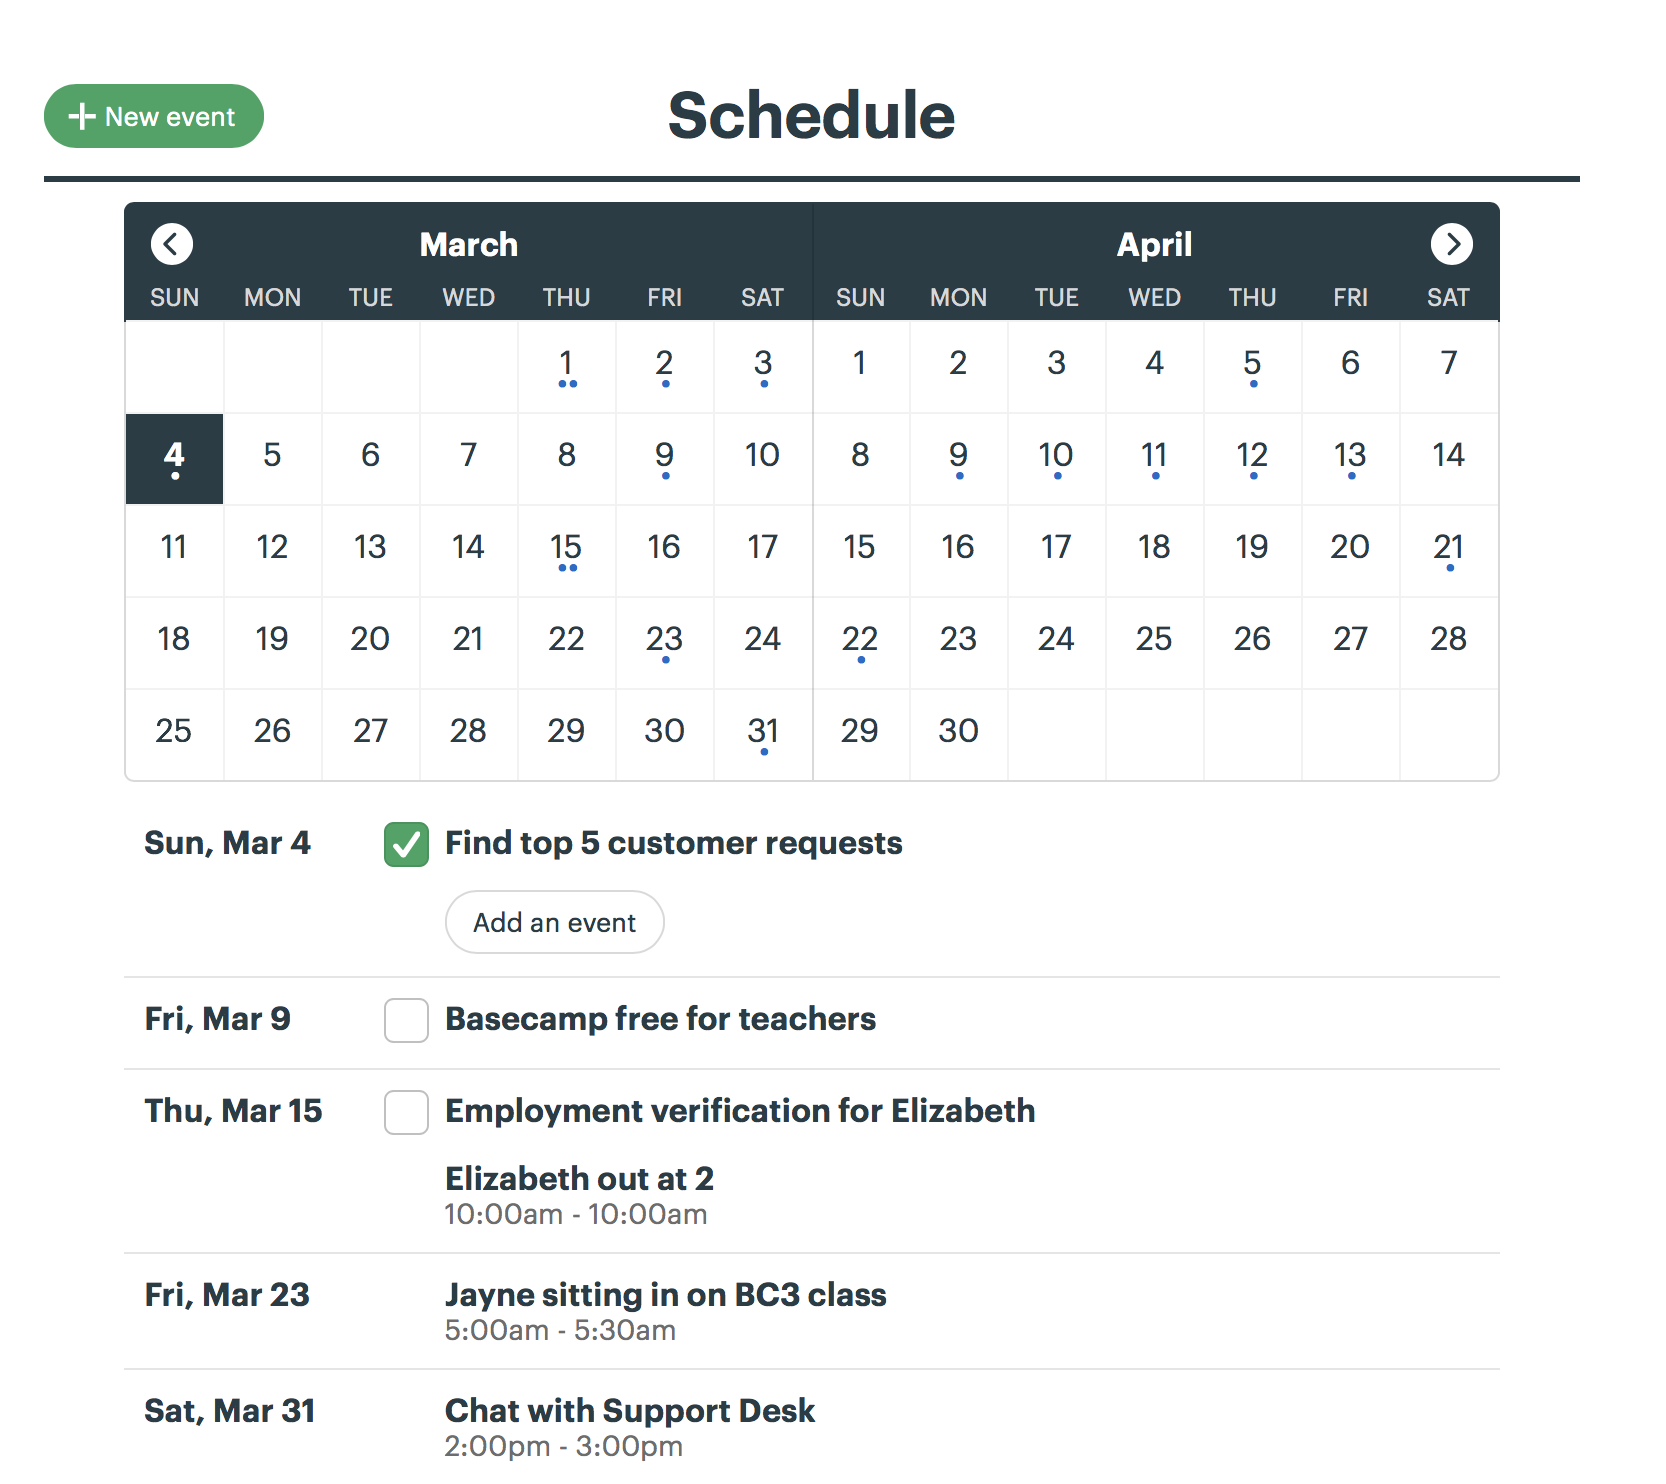 New event
Schedule
March April
SUN MON TUE WED THU FRI SAT SUN MON TUE WED THU FRI SAT
1 2 3 1 2 3 4 5 6 7
4 5 6 7 8 9 10 8 9 10 11 12 13 14
11 12 13 14 15 16 17 15 16 17 18 19 20 21
18 19 20 21 22 23 24 22 23 24 25 26 27 28
25 26 27 28 29 30 31 29 30
Sun, Mar 4 Find top 5 customer requests
Add an event
Fri, Mar 9 Basecamp free for teachers
Thu, Mar 15 Employment verification for Elizabeth
Elizabeth out at 2
10:00am - 10:00am
Fri, Mar 23 Jayne sitting in on BC3 class
5:00am - 5:30am
Sat, Mar 31 Chat with Support Desk
2:00pm - 3:00pm